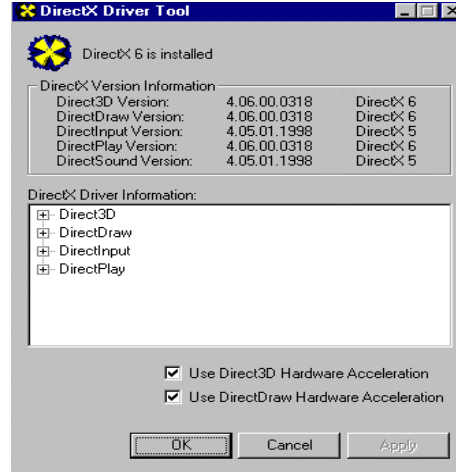 DirectX Driver Tool
DirectX 6 is installed
DirectX Version Information
Direct3D Version: 4.06.00.0318 DirectX 6
DirectDraw Version: 4.06.00.0318 DirectX 6
DirectInput Version: 4.05.01.1998 DirectX 5
DirectPlay Version: 4.06.00.0318 DirectX 6
DirectSound Version: 4.05.01.1998 DirectX 5
DirectX Driver Information:
Direct3D
DirectDraw
DirectInput
DirectPlay
Use Direct3D Hardware Acceleration
Use DirectDraw Hardware Acceleration
OK Cancel Apply